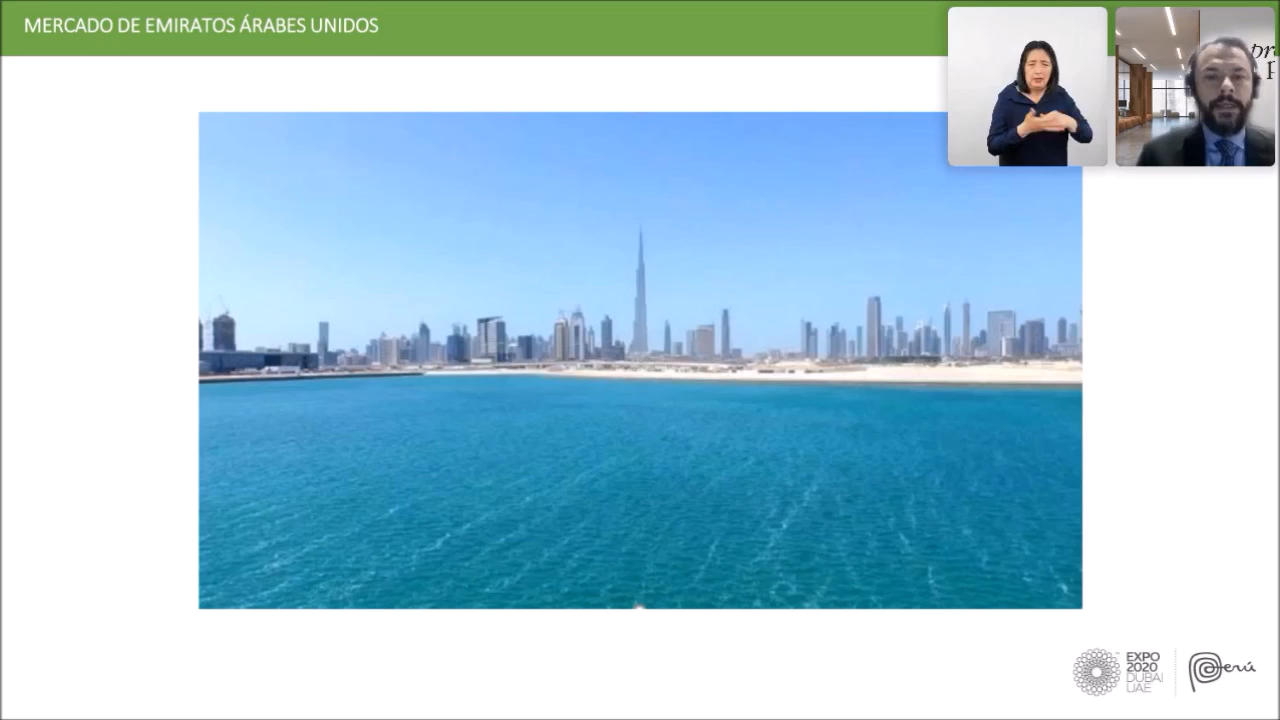 MERCADO DE EMIRATOS ÁRABES UNIDOS
EXPO
2020
DUBAI
UAE
Perú